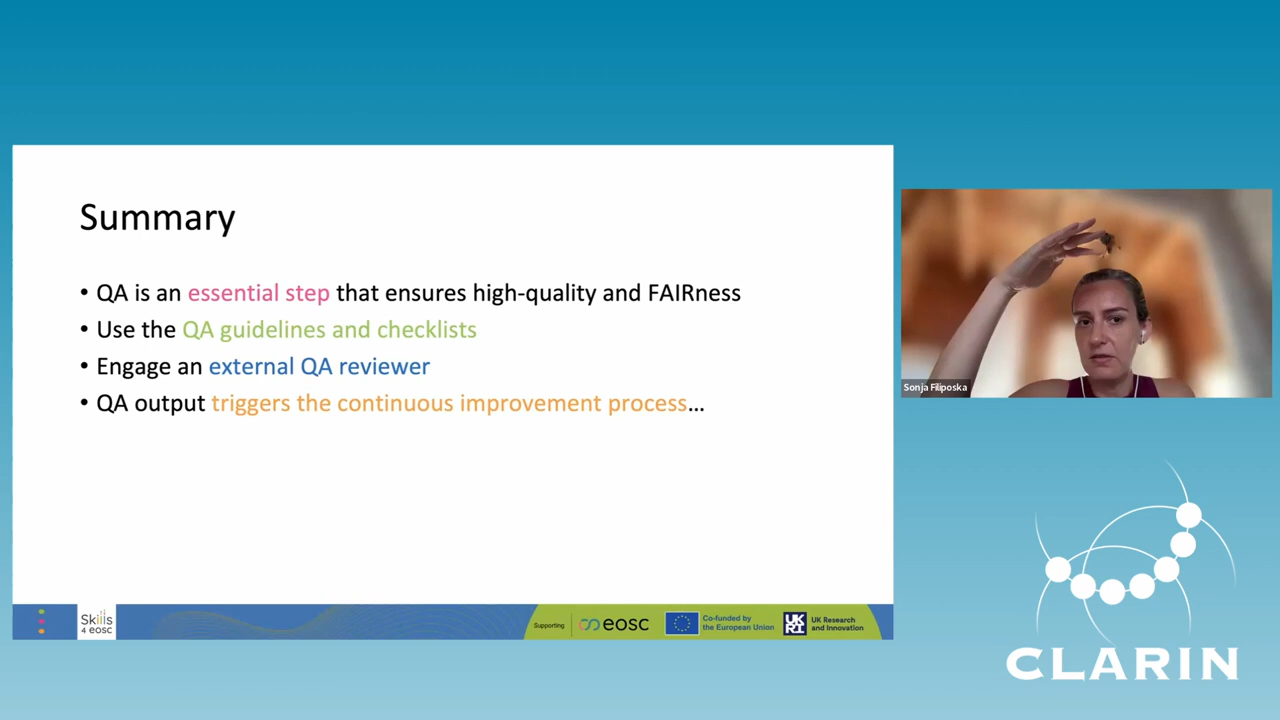 Summary
• QA is an essential step that ensures high-quality and FAIRness
• Use the QA guidelines and checklists
• Engage an external QA reviewer
• QA output triggers the continuous improvement process...
Sonja Filiposka
Skills
4 eosc
Supporting
eosc
Co-funded by
the European Union
UK
RI
UK Research
and Innovation
CLARIN